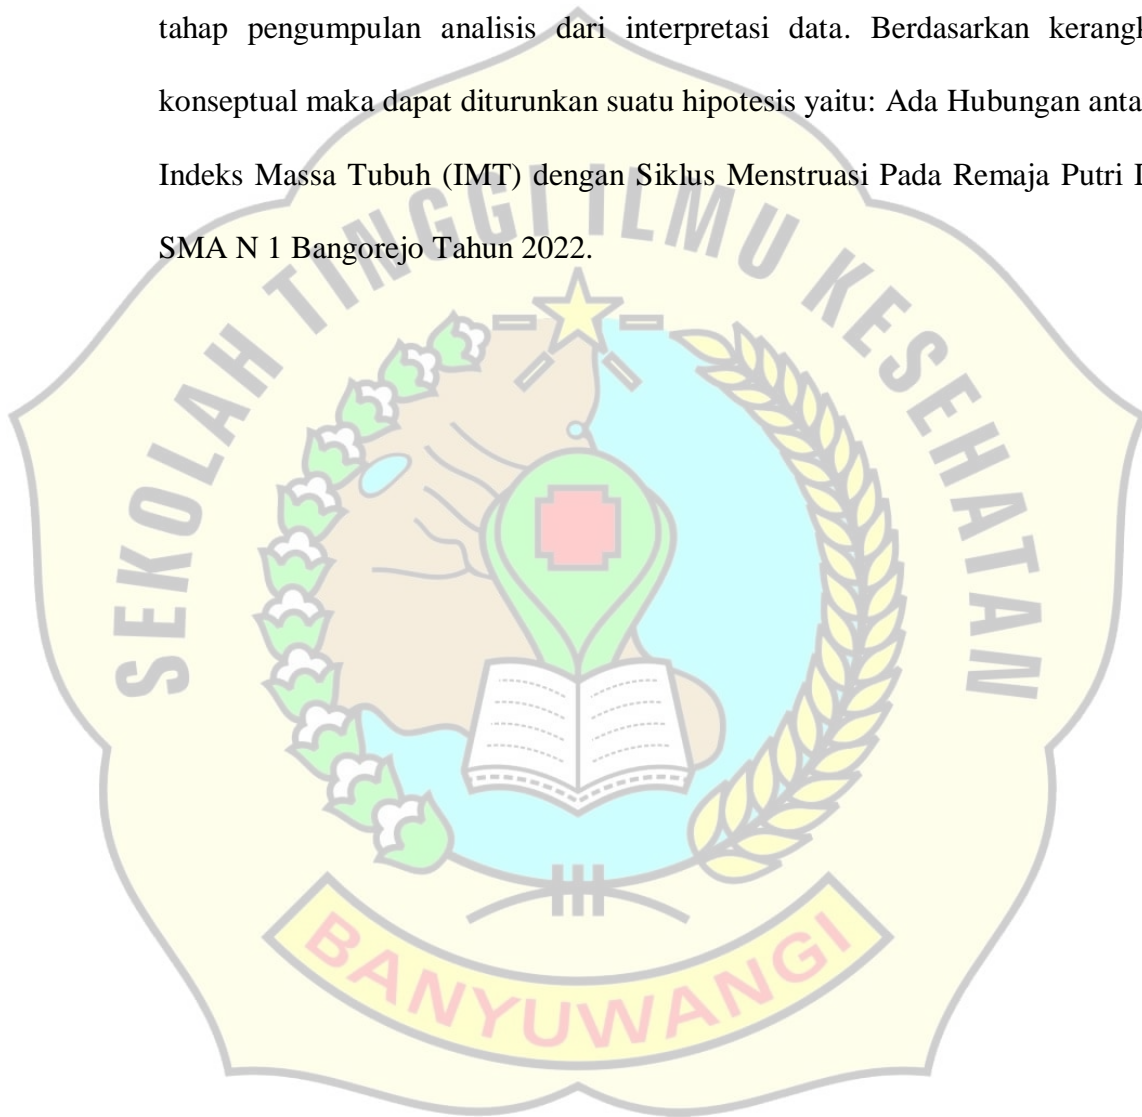 tahap pengumpulan analisis dari interpretasi data. Berdasarkan
konseptual maka dapat diturunkan suatu hipotesis yaitu: Ada Hubungan
Indeks Massa Tubuh (IMT) dengan Siklus Menstruasi Pada Remaja Putri
SMA N 1 Bangorejo Tahun 2022.
SEKOLAH TINGGI ILMU KESEHATAN
BANYUWANGI